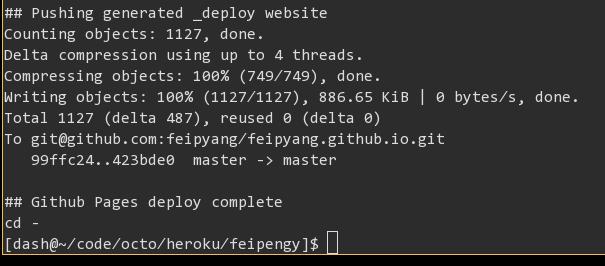 ## Pushing generated _deploy website
Counting objects: 1127, done.
Delta compression using up to 4 threads.
Compressing objects: 100% (749/749), done.
Writing objects: 100% (1127/1127), 886.65 KiB | 0 bytes/s, done.
Total 1127 (delta 487), reused 0 (delta 0)
To git@github.com:feipyang/feipyang.github.io.git
   99ffc24..423bde0  master -> master

## Github Pages deploy complete
cd -
[dash@~/code/octo/heroku/feipengy]$